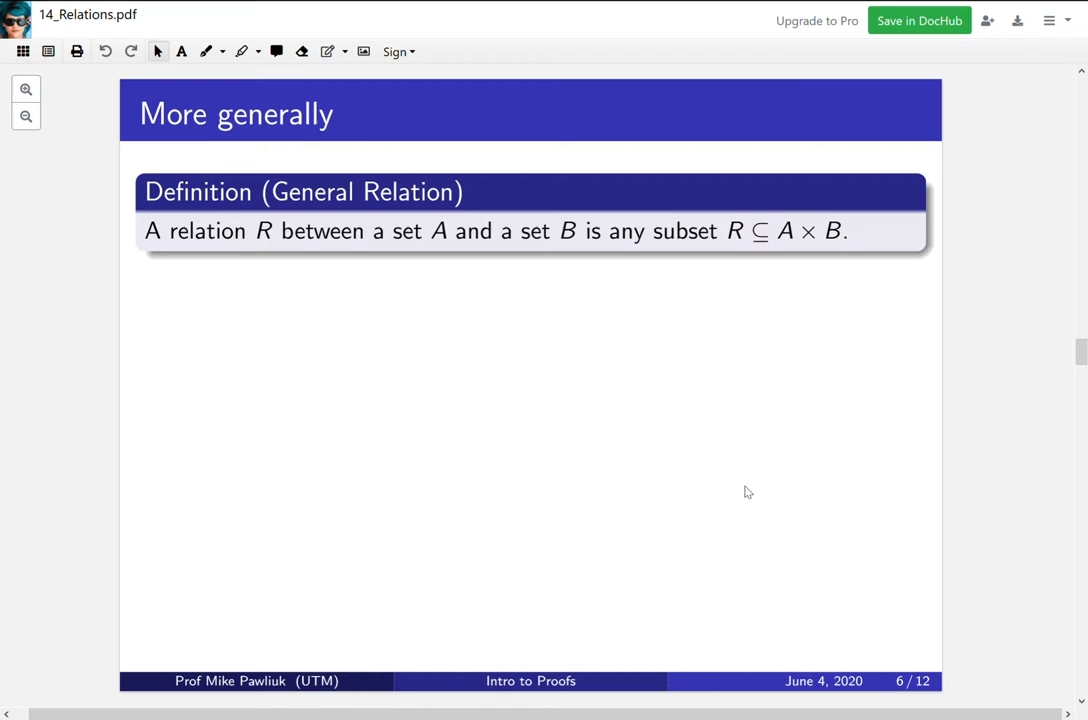 14_Relations.pdf
Upgrade to Pro
Save in DocHub
A
Sign
More generally
Definition (General Relation)
A relation R between a set A and a set B is any subset R ⊆ A × B.
Prof Mike Pawliuk (UTM)
Intro to Proofs
June 4, 2020
6 / 12